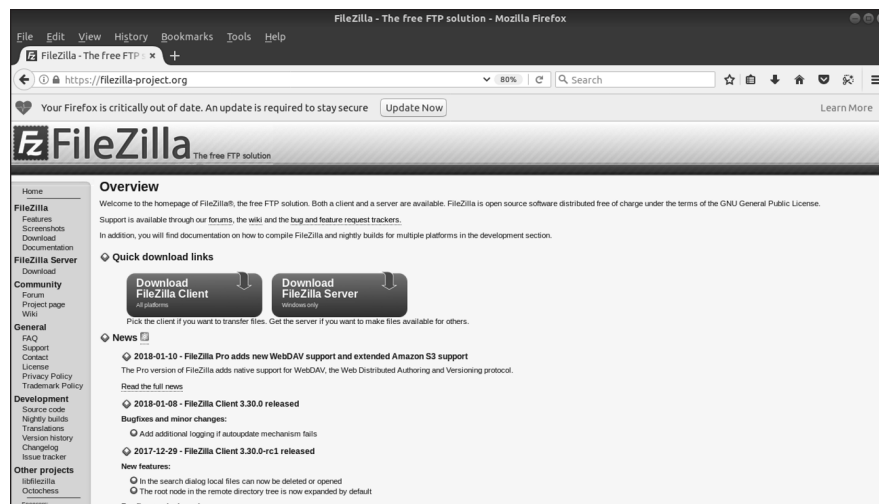 FileZilla - The free FTP solution - Mozilla Firefox
File Edit View History Bookmarks Tools Help
FileZilla - The free FTP s
https://filezilla-project.org 80% Search
Your Firefox is critically out of date. An update is required to stay secure Update Now Learn More
FileZilla The free FTP solution
Home
FileZilla
Features
Screenshots
Download
Documentation
FileZilla Server
Download
Community
Forum
Project page
Wiki
General
FAQ
Support
Contact
License
Privacy Policy
Trademark Policy
Development
Source code
Nightly builds
Translations
Version history
Changelog
Issue tracker
Other projects
libfilezilla
Octochess
Overview
Welcome to the homepage of FileZilla®, the free FTP solution. Both a client and a server are available. FileZilla is open source software distributed free of charge under the terms of the GNU General Public License.
Support is available through our forums, the wiki and the bug and feature request trackers.
In addition, you will find documentation on how to compile FileZilla and nightly builds for multiple platforms in the development section.
Quick download links
Download
FileZilla Client
All platforms
Download
FileZilla Server
Windows only
Pick the client if you want to transfer files. Get the server if you want to make files available for others.
News
2018-01-10 - FileZilla Pro adds new WebDAV support and extended Amazon S3 support
The Pro version of FileZilla adds native support for WebDAV, the Web Distributed Authoring and Versioning protocol.
Read the full news
2018-01-08 - FileZilla Client 3.30.0 released
Bugfixes and minor changes:
Add additional logging if autoupdate mechanism fails
2017-12-29 - FileZilla Client 3.30.0-rc1 released
New features:
In the search dialog local files can now be deleted or opened
The root node in the remote directory tree is now expanded by default